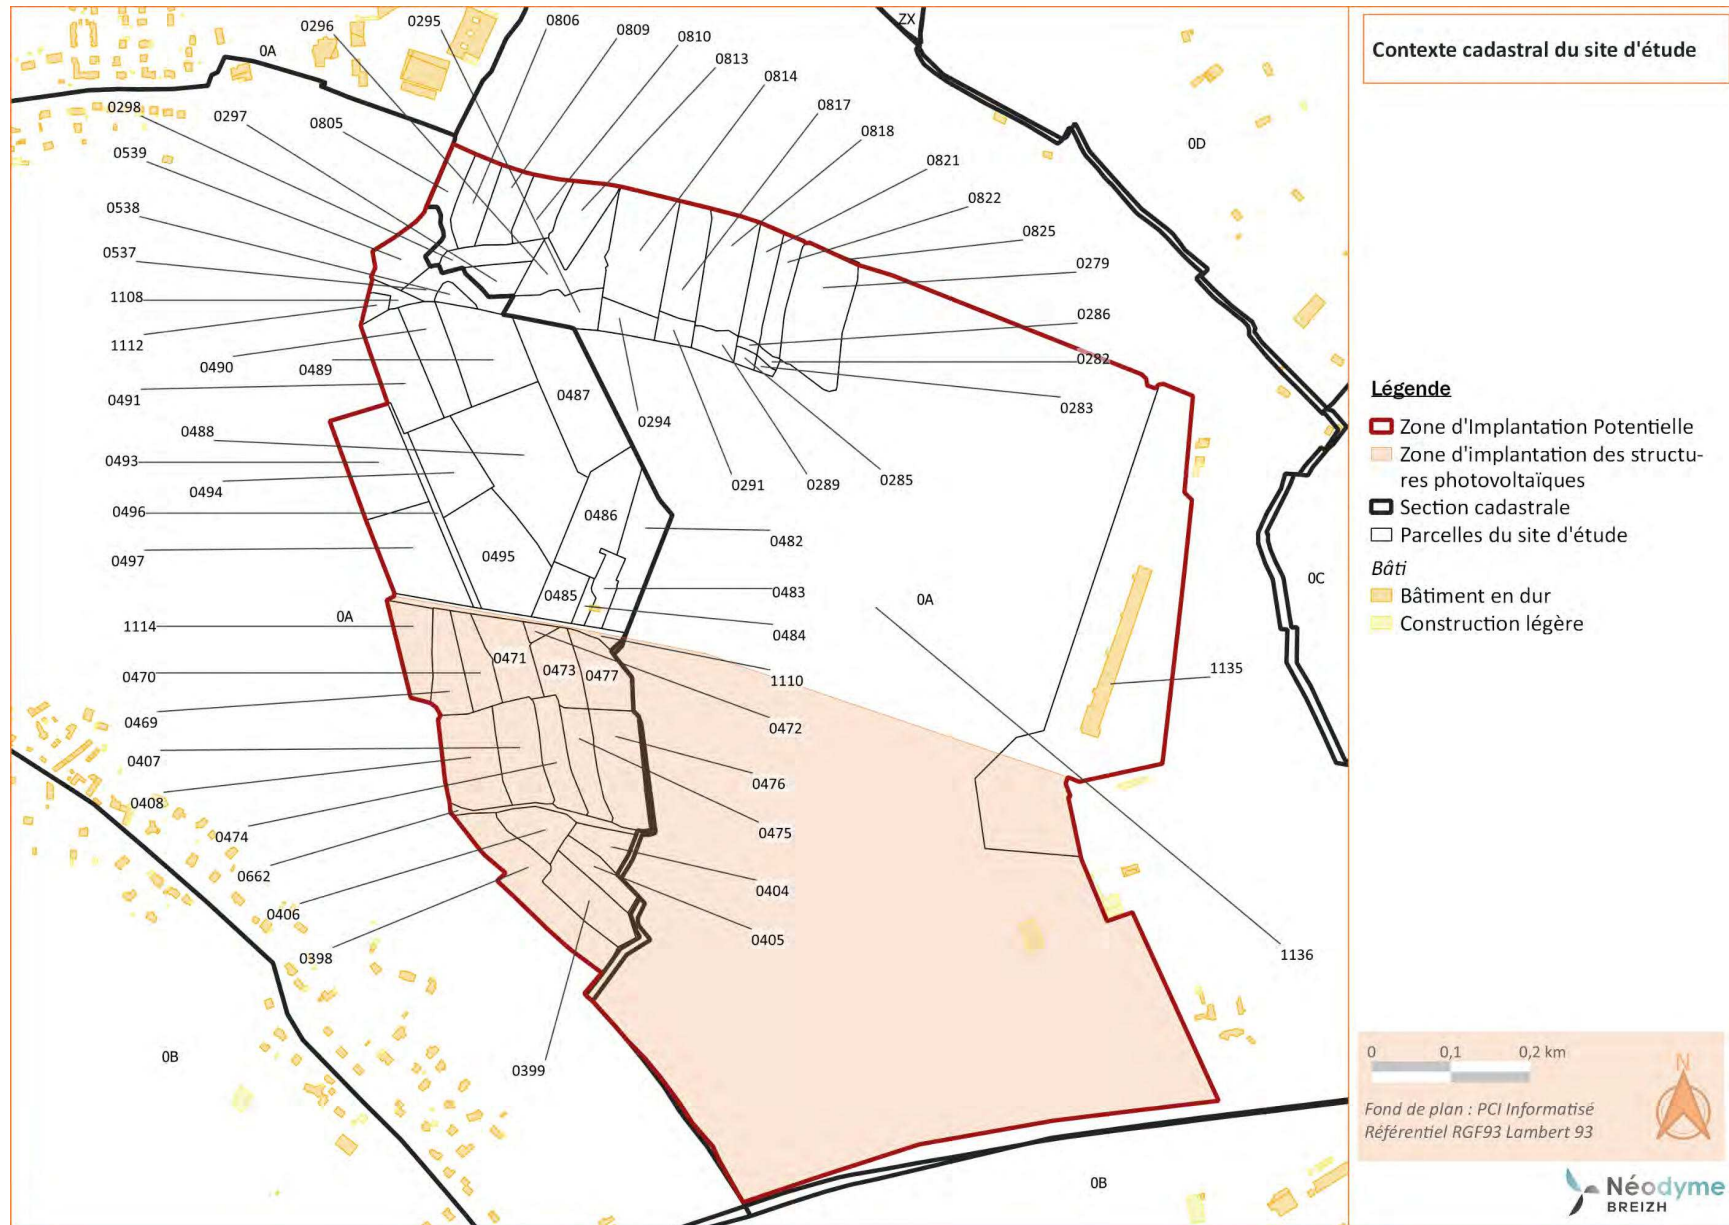 Contexte cadastral du site d'étude
0296
0295
0806
0809
0810
0813
0814
0817
0818
0821
0822
0825
0279
0286
0282
0283
ZX
0A
0D
0298
0297
0805
0539
0538
0537
1108
1112
0490
0489
0491
0487
0294
0488
0493
0494
0291
0289
0285
0496
0486
0482
0497
0495
0485
0483
0484
0A
0A
0C
1114
0471
0473
0477
1110
1135
0470
0469
0472
0407
0476
0408
0474
0475
0662
0404
0406
0405
0398
1136
0399
0B
0B
Légende
Zone d'Implantation Potentielle
Zone d'implantation des structu-
res photovoltaïques
Section cadastrale
Parcelles du site d'étude
Bâti
Bâtiment en dur
Construction légère
0 0,1 0,2 km
N
Fond de plan : PCI Informatisé
Référentiel RGF93 Lambert 93
Néodyme
BREIZH